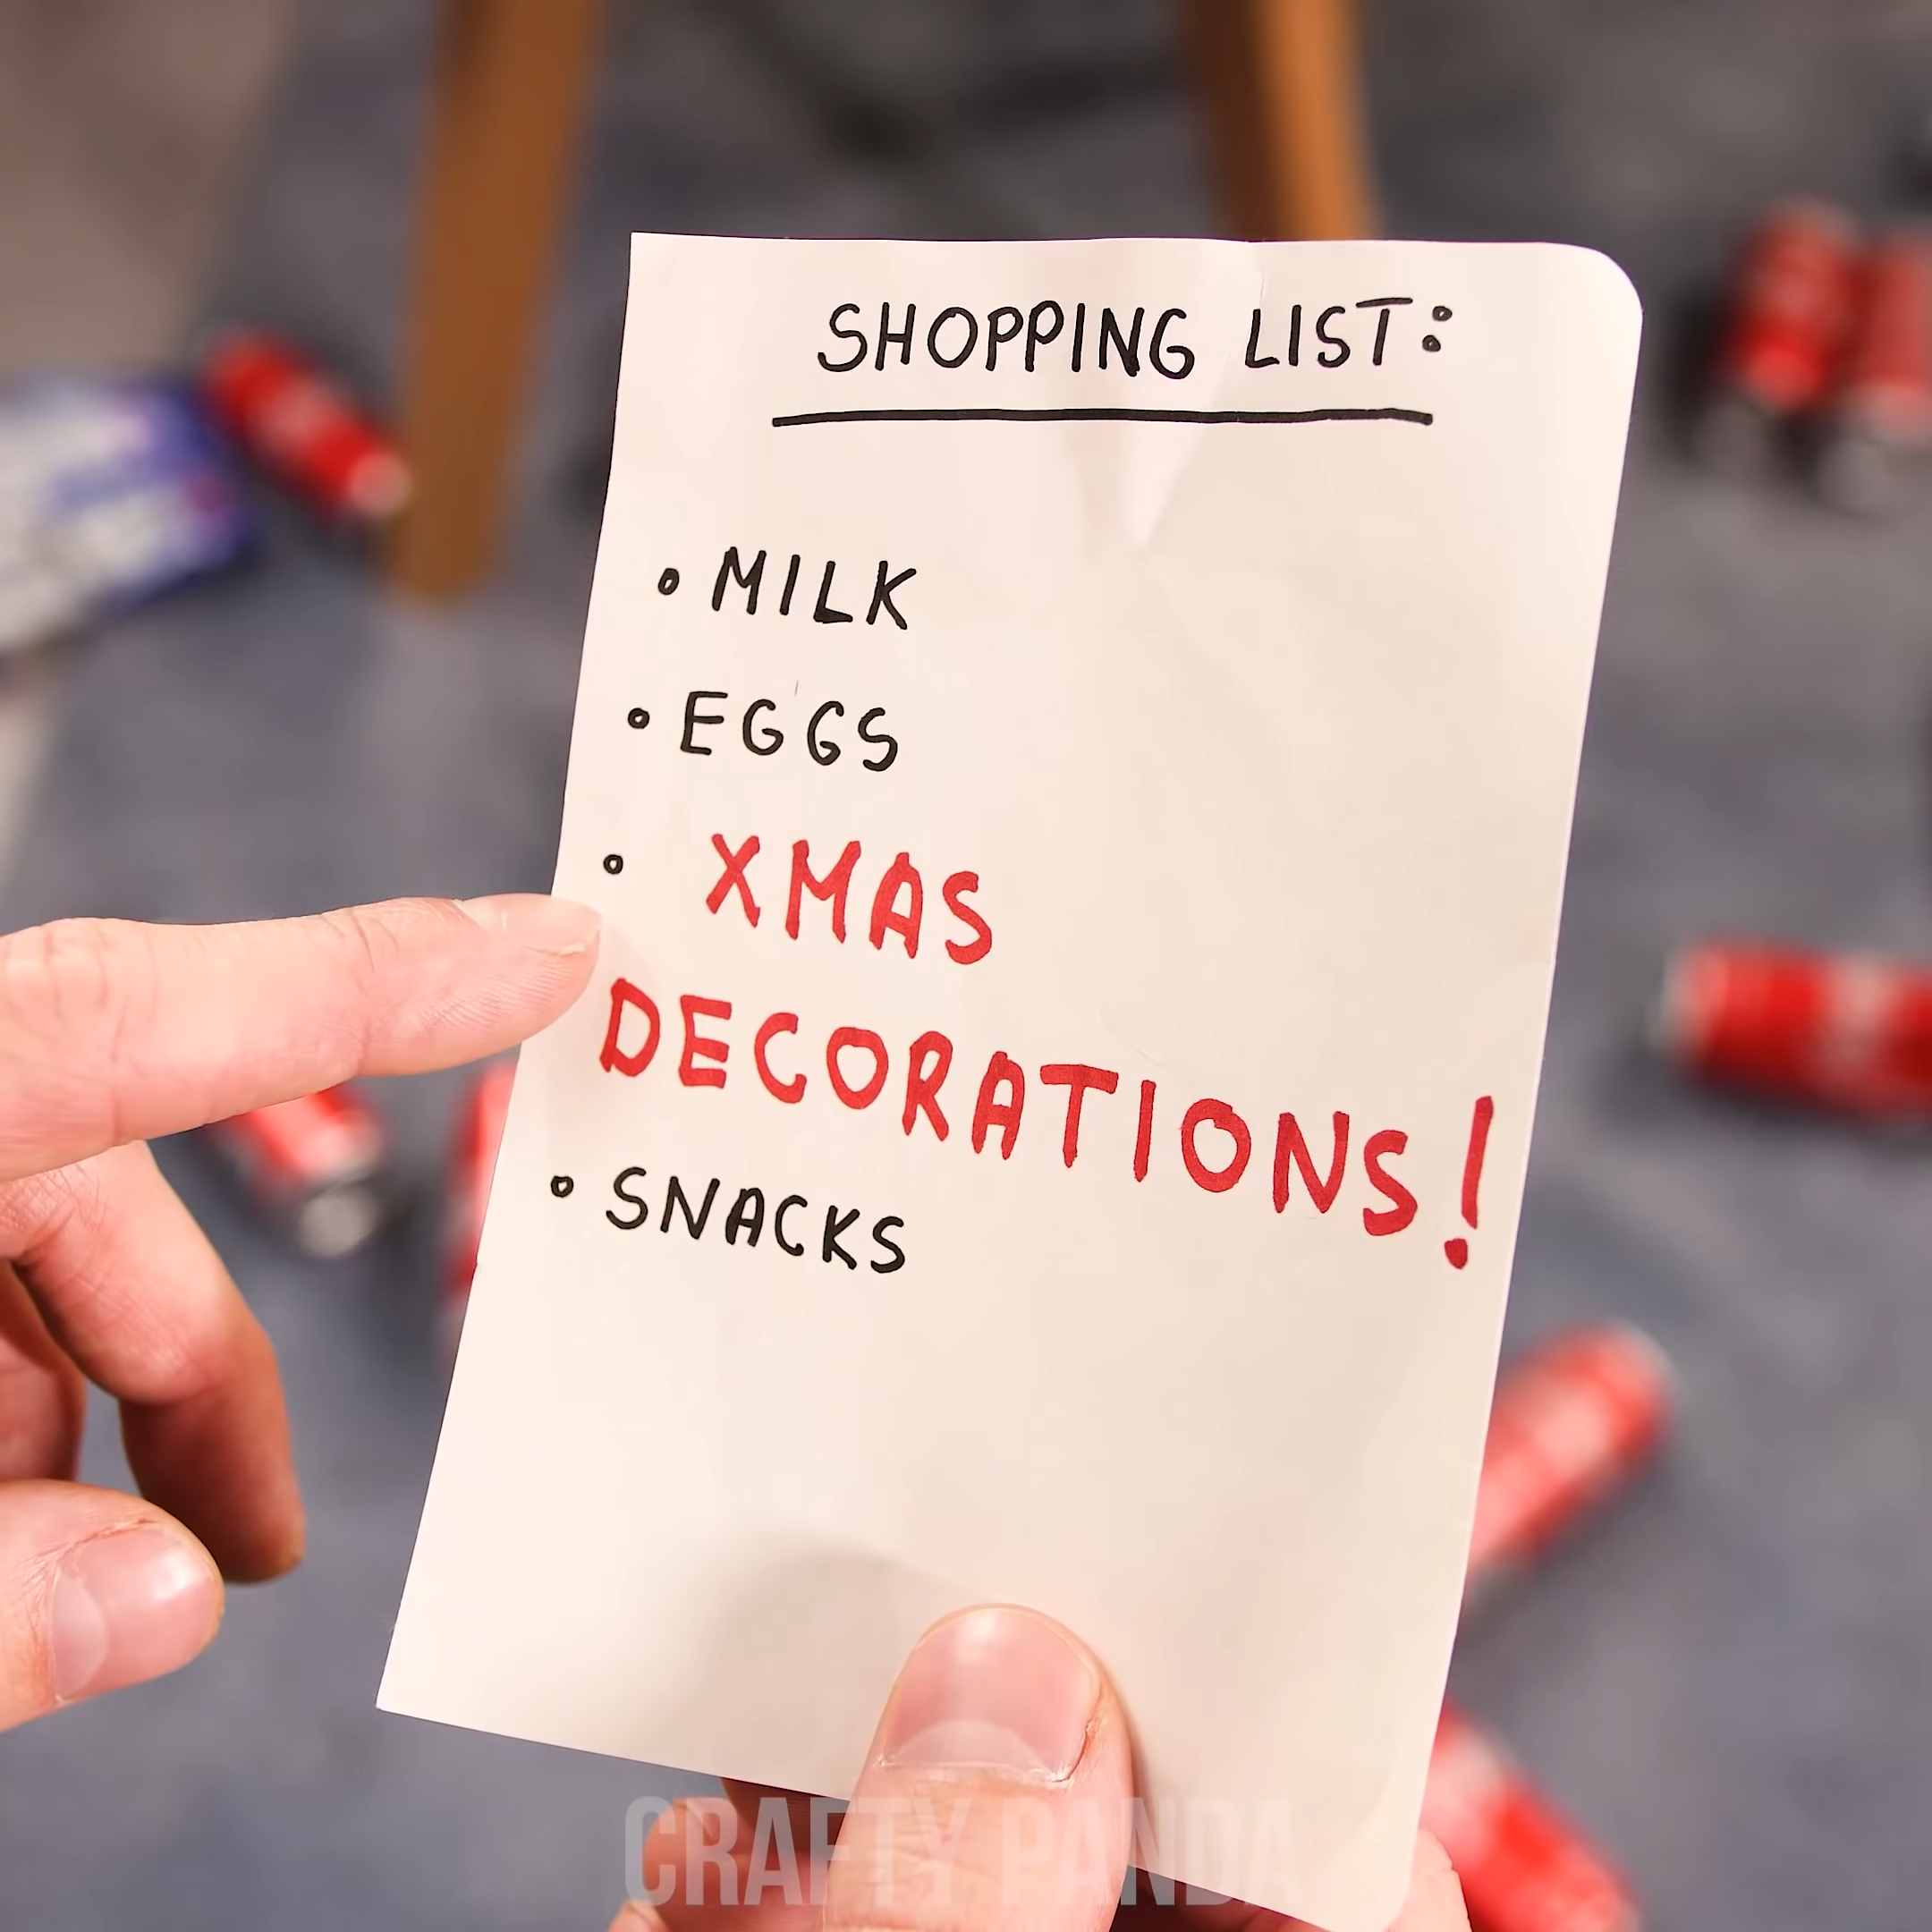 SHOPPING LIST:
• MILK
• EGGS
• XMAS
DECORATIONS!
• SNACKS
CRAFTY PANDA